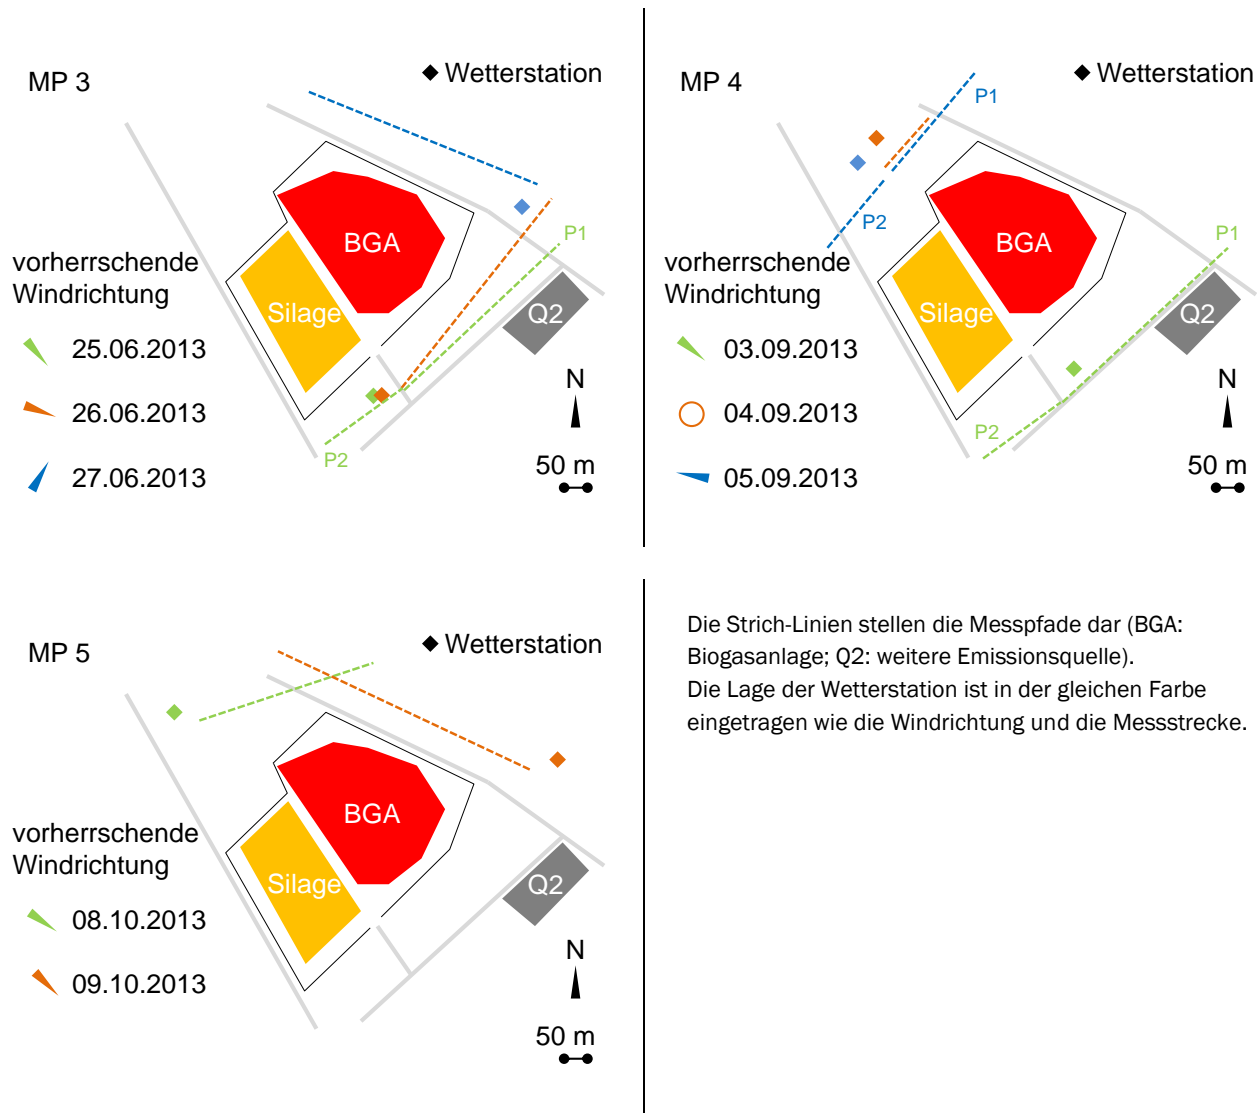 MP 3
Wetterstation
P1
BGA
vorherrschende
Windrichtung
Silage
Q2
25.06.2013
N
26.06.2013
P2
50 m
27.06.2013
MP 4
Wetterstation
P1
P2
P1
BGA
vorherrschende
Windrichtung
Silage
Q2
03.09.2013
N
04.09.2013
P2
50 m
05.09.2013
MP 5
Wetterstation
BGA
vorherrschende
Windrichtung
Silage
Q2
08.10.2013
N
09.10.2013
50 m
Die Strich-Linien stellen die Messpfade dar (BGA:
Biogasanlage; Q2: weitere Emissionsquelle).
Die Lage der Wetterstation ist in der gleichen Farbe
eingetragen wie die Windrichtung und die Messstrecke.